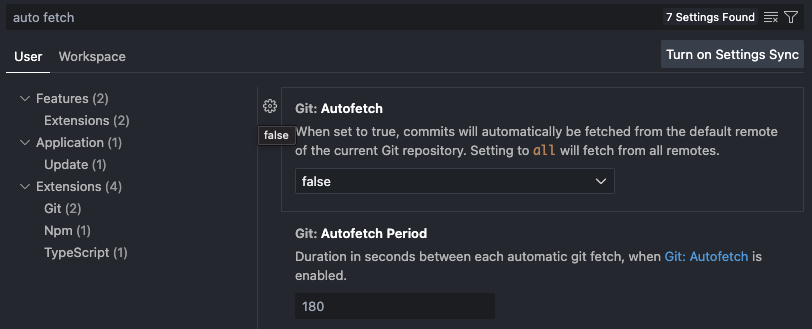 auto fetch
7 Settings Found
User
Workspace
Turn on Settings Sync
Features (2)
Extensions (2)
Application (1)
Update (1)
Extensions (4)
Git (2)
Npm (1)
TypeScript (1)
Git: Autofetch
false
When set to true, commits will automatically be fetched from the default remote
of the current Git repository. Setting to all will fetch from all remotes.
false
Git: Autofetch Period
Duration in seconds between each automatic git fetch, when Git: Autofetch is
enabled.
180